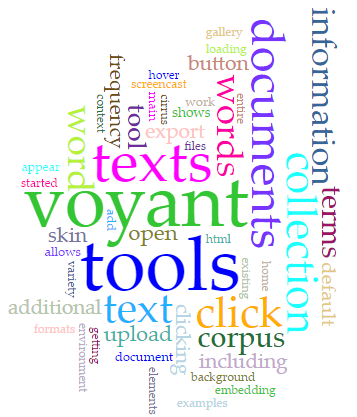 gallery
loading
hover
button
screencast
frequency
context
main
cirrus
work
shows
entire
files
documents
information
words
word
tool
export
texts
appear
started
voyant
collection
terms
add
skin
open
html
allows
variety
tools
existing
home
default
additional
text
click
formats
environment
getting
upload
clicking
corpus
document
including
elements
background
embedding
examples